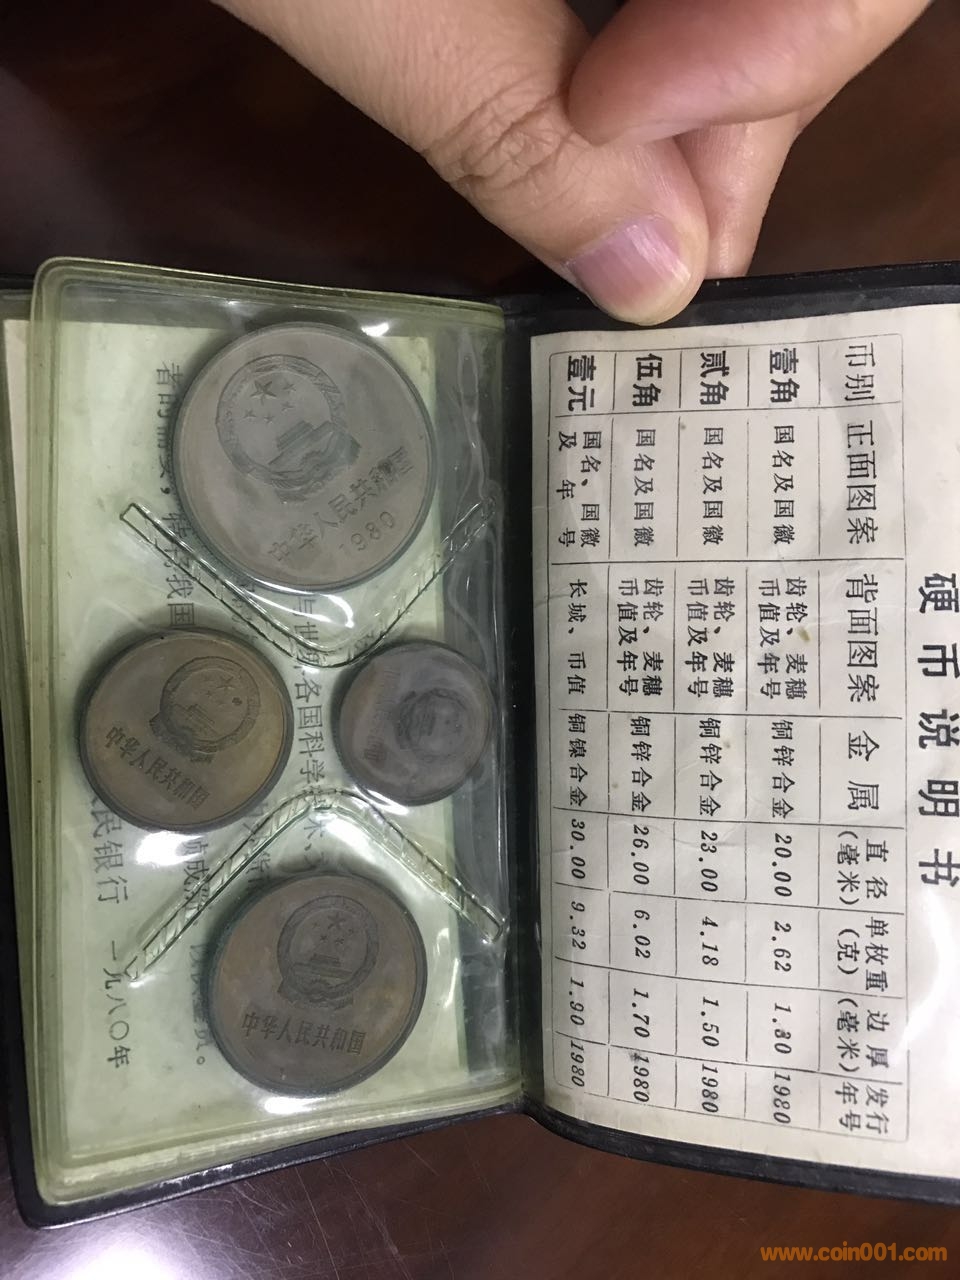 硬币说明书
币别 正面图案 背面图案 金属 直径(毫米) 单枚重(克) 边厚(毫米) 发行年号
壹角 国名及国徽 齿轮、麦穗币值及年号 铜锌合金 20.00 2.62 1.80 1980
贰角 国名及国徽 齿轮、麦穗币值及年号 铜锌合金 23.00 4.18 1.50 1980
伍角 国名及国徽 齿轮、麦穗币值及年号 铜锌合金 26.00 6.02 1.70 1980
壹元 国名、国徽及年号 长城、币值 铜镍合金 30.00 9.32 1.90 1980
中华人民共和国
1980
中华人民共和国
中华人民共和国
各国科学
我国
民银行
一九八〇年
www.coin001.com